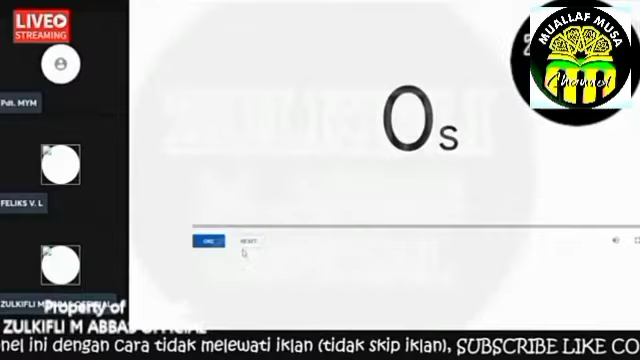 LIVE
STREAMING
MUALLAF MUSA
Channel
Pdt. MYM
0s
FELIKS V. L
RESET
Property of
ZULKIFLI M ABBAS OFFICIAL
nel ini dengan cara tidak melewati iklan (tidak skip iklan), SUBSCRIBE LIKE CO